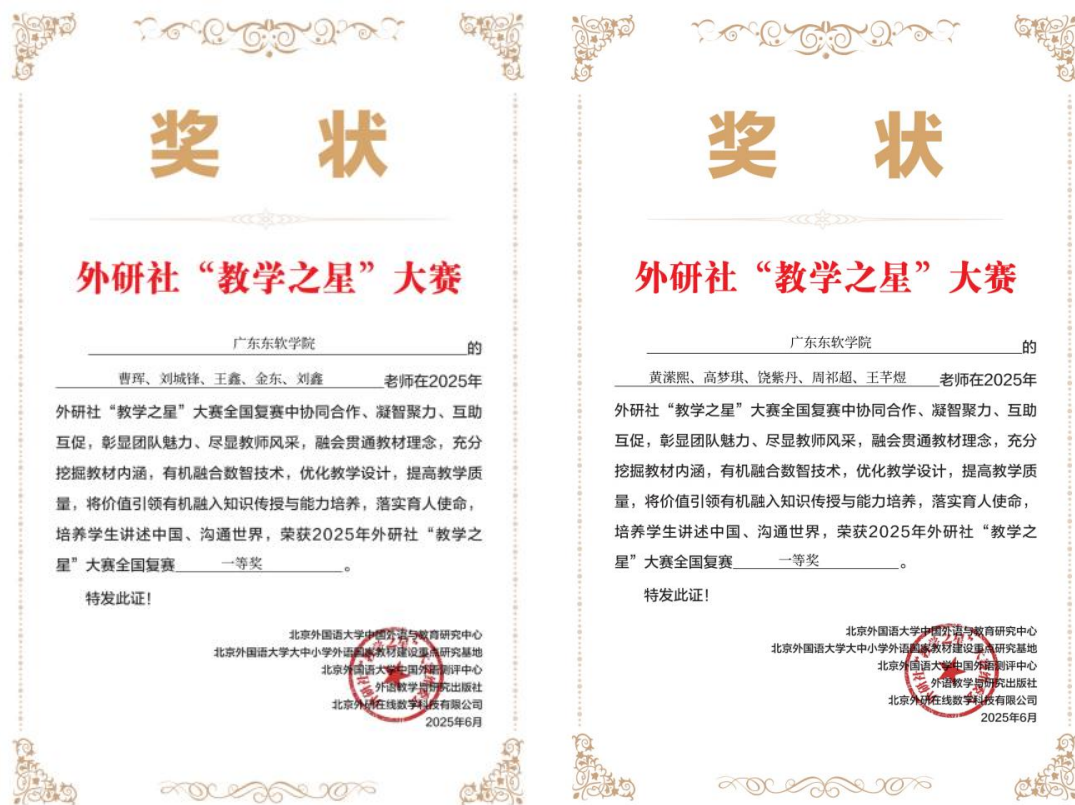 奖 状
外研社“教学之星”大赛
广东东软学院的
曹珲、刘城锋、王鑫、金东、刘鑫老师在2025年
外研社“教学之星”大赛全国复赛中协同合作、凝智聚力、互助
互促，彰显团队魅力、尽显教师风采，融会贯通教材理念，充分
挖掘教材内涵，有机融合数智技术，优化教学设计，提高教学质
量，将价值引领有机融入知识传授与能力培养，落实育人使命，
培养学生讲述中国、沟通世界，荣获2025年外研社“教学之
星”大赛全国复赛一等奖。
特发此证！
北京外国语大学中国外语与教育研究中心
北京外国语大学大中小学外语国家教材建设重点研究基地
北京外国语大学中国外语测评中心
外语教学与研究出版社
北京外研在线数字科技有限公司
2025年6月
奖 状
外研社“教学之星”大赛
广东东软学院的
黄潆熙、高梦琪、饶紫丹、周祁超、王芊煜老师在2025年
外研社“教学之星”大赛全国复赛中协同合作、凝智聚力、互助
互促，彰显团队魅力、尽显教师风采，融会贯通教材理念，充分
挖掘教材内涵，有机融合数智技术，优化教学设计，提高教学质
量，将价值引领有机融入知识传授与能力培养，落实育人使命，
培养学生讲述中国、沟通世界，荣获2025年外研社“教学之
星”大赛全国复赛一等奖。
特发此证！
北京外国语大学中国外语与教育研究中心
北京外国语大学大中小学外语国家教材建设重点研究基地
北京外国语大学中国外语测评中心
外语教学与研究出版社
北京外研在线数字科技有限公司
2025年6月